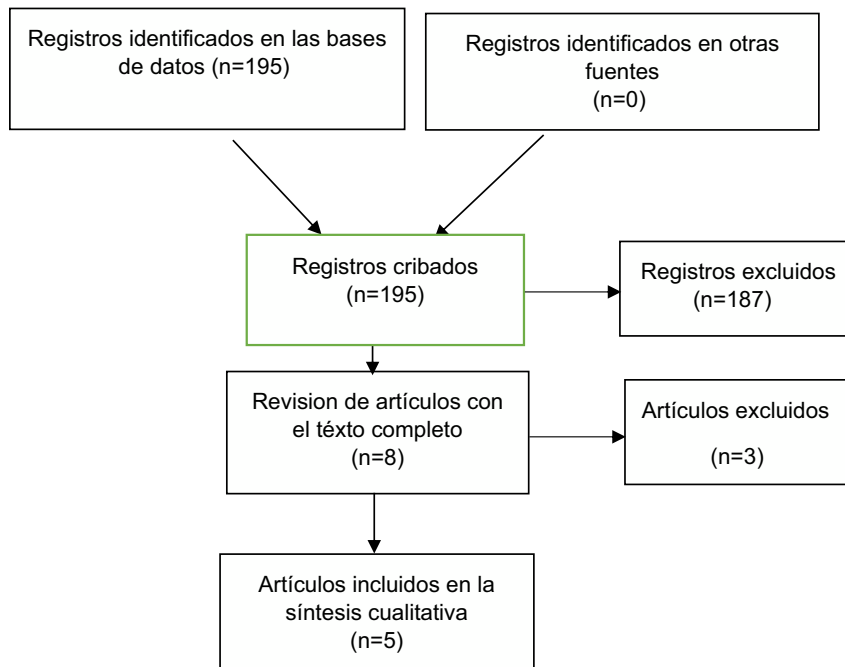 Registros identificados en las bases
de datos (n=195)
Registros identificados en otras
fuentes
(n=0)
Registros cribados
(n=195)
Registros excluidos
(n=187)
Revision de artículos con
el téxto completo
(n=8)
Artículos excluidos
(n=3)
Artículos incluidos en la
síntesis cualitativa
(n=5)